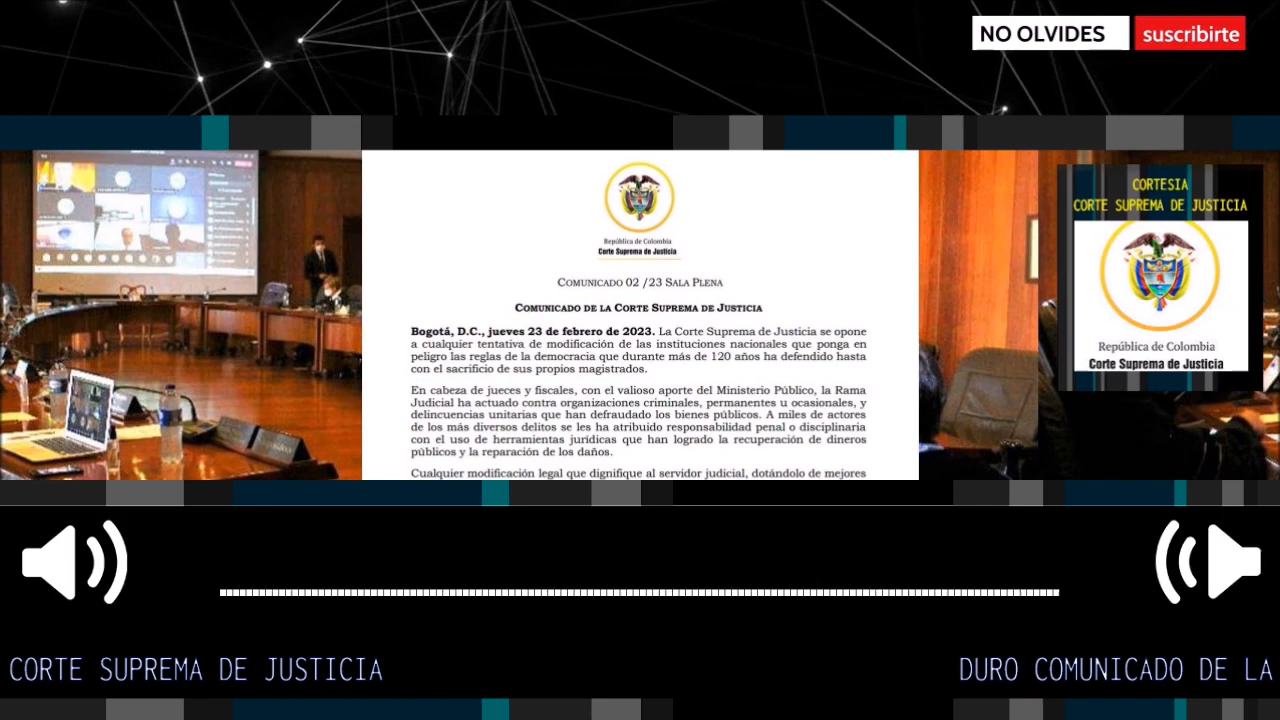 NO OLVIDES
suscribirte
República de Colombia
Corte Suprema de Justicia
COMUNICADO 02 /23 SALA PLENA
COMUNICADO DE LA CORTE SUPREMA DE JUSTICIA
Bogotá, D.C., jueves 23 de febrero de 2023. La Corte Suprema de Justicia se opone
a cualquier tentativa de modificación de las instituciones nacionales que ponga en
peligro las reglas de la democracia que durante más de 120 años ha defendido hasta
con el sacrificio de sus propios magistrados.
En cabeza de jueces y fiscales, con el valioso aporte del Ministerio Público, la Rama
Judicial ha actuado contra organizaciones criminales, permanentes u ocasionales, y
delincuencias unitarias que han defraudado los bienes públicos. A miles de actores
de los más diversos delitos se les ha atribuido responsabilidad penal o disciplinaria
con el uso de herramientas jurídicas que han logrado la recuperación de dineros
públicos y la reparación de los daños.
Cualquier modificación legal que dignifique al servidor judicial, dotándolo de mejores
CORTESIA
CORTE SUPREMA DE JUSTICIA
República de Colombia
Corte Suprema de Justicia
CORTE SUPREMA DE JUSTICIA
DURO COMUNICADO DE LA